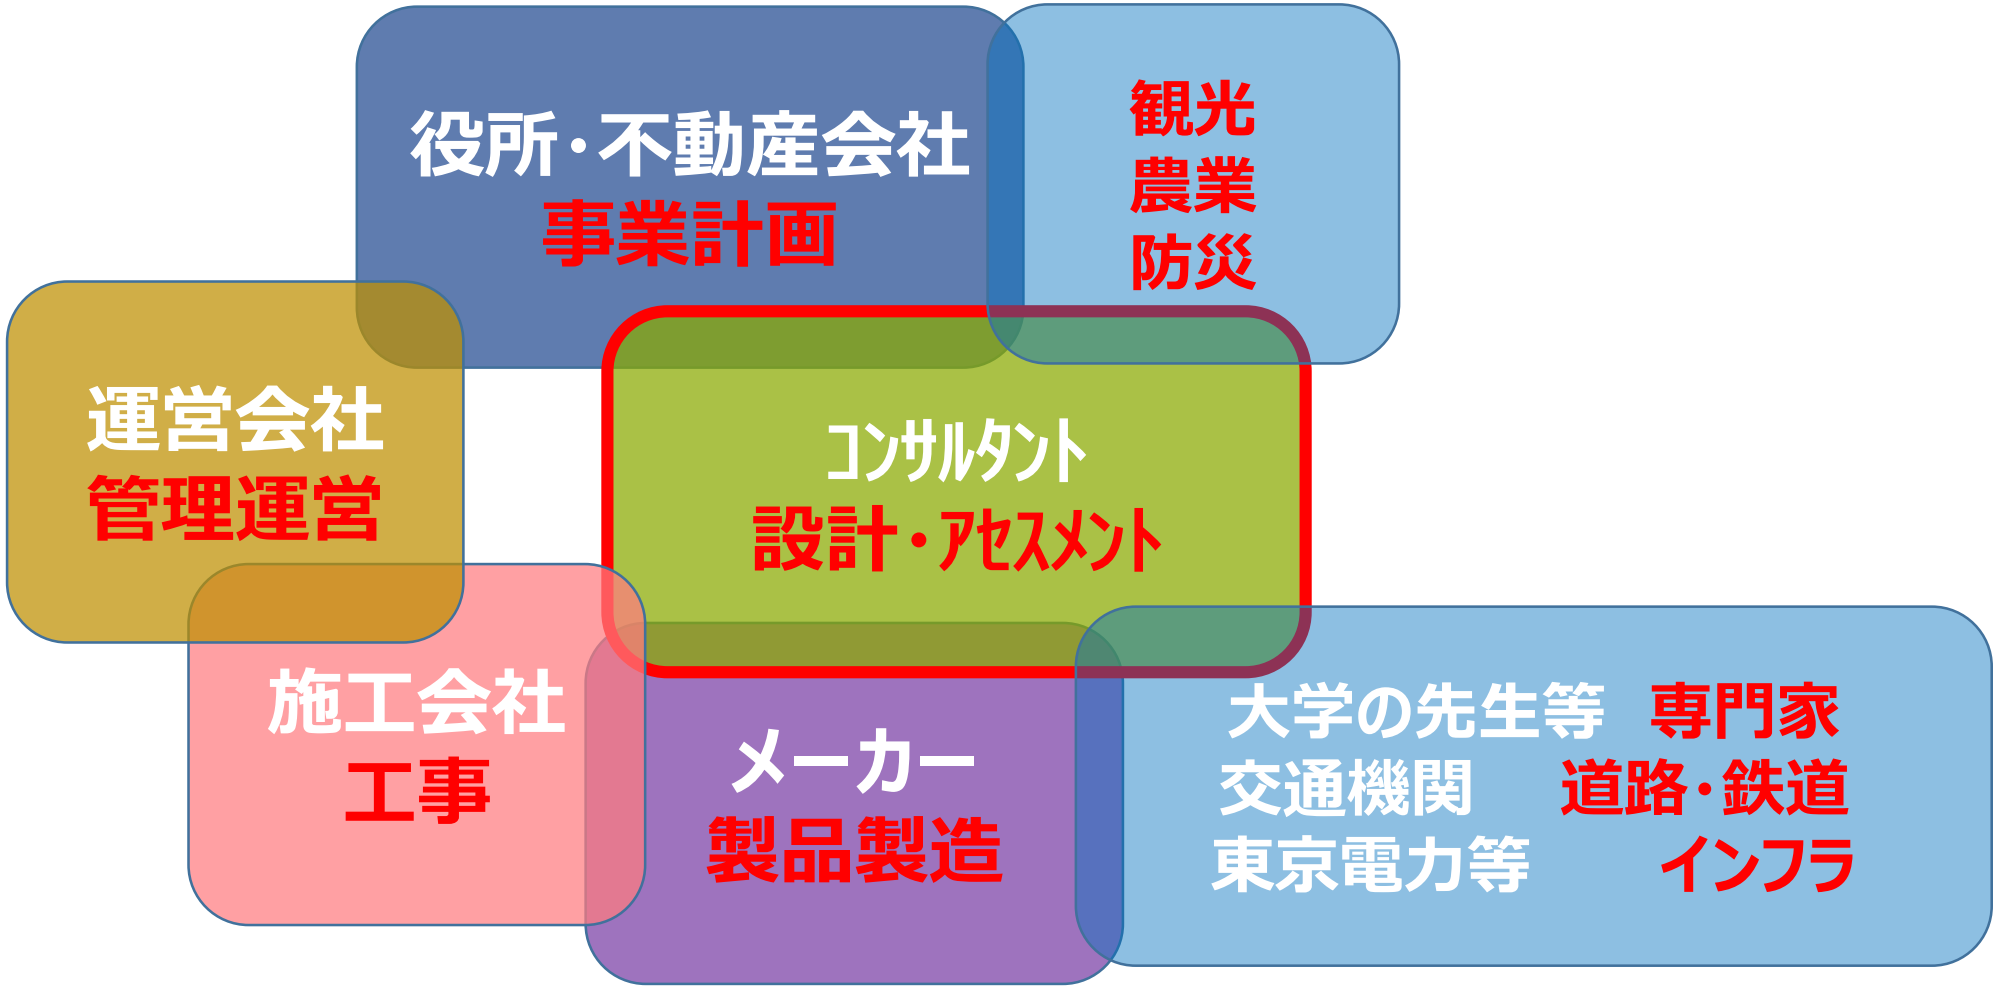 役所・不動産会社
事業計画
観光
農業
防災
運営会社
管理運営
ｺﾝｻﾙﾀﾝﾄ
設計・ｱｾｽﾒﾝﾄ
施工会社
工事
メーカー
製品製造
大学の先生等 専門家
交通機関 道路・鉄道
東京電力等 インフラ